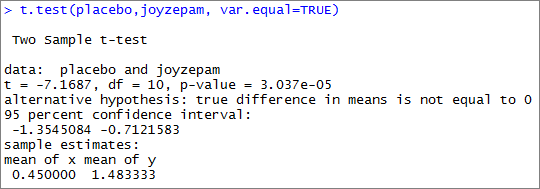 > t.test(placebo,joyzepam, var.equal=TRUE)
Two Sample t-test
data:  placebo and joyzepam
t = -7.1687, df = 10, p-value = 3.037e-05
alternative hypothesis: true difference in means is not equal to 0
95 percent confidence interval:
-1.3545084 -0.7121583
sample estimates:
mean of x mean of y
0.450000  1.483333